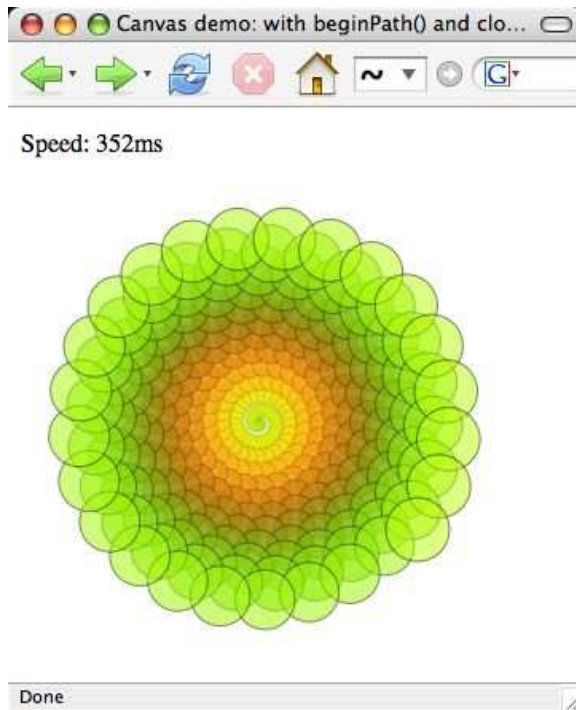 Canvas demo: with beginPath() and clo...
~
G
Speed: 352ms
Done